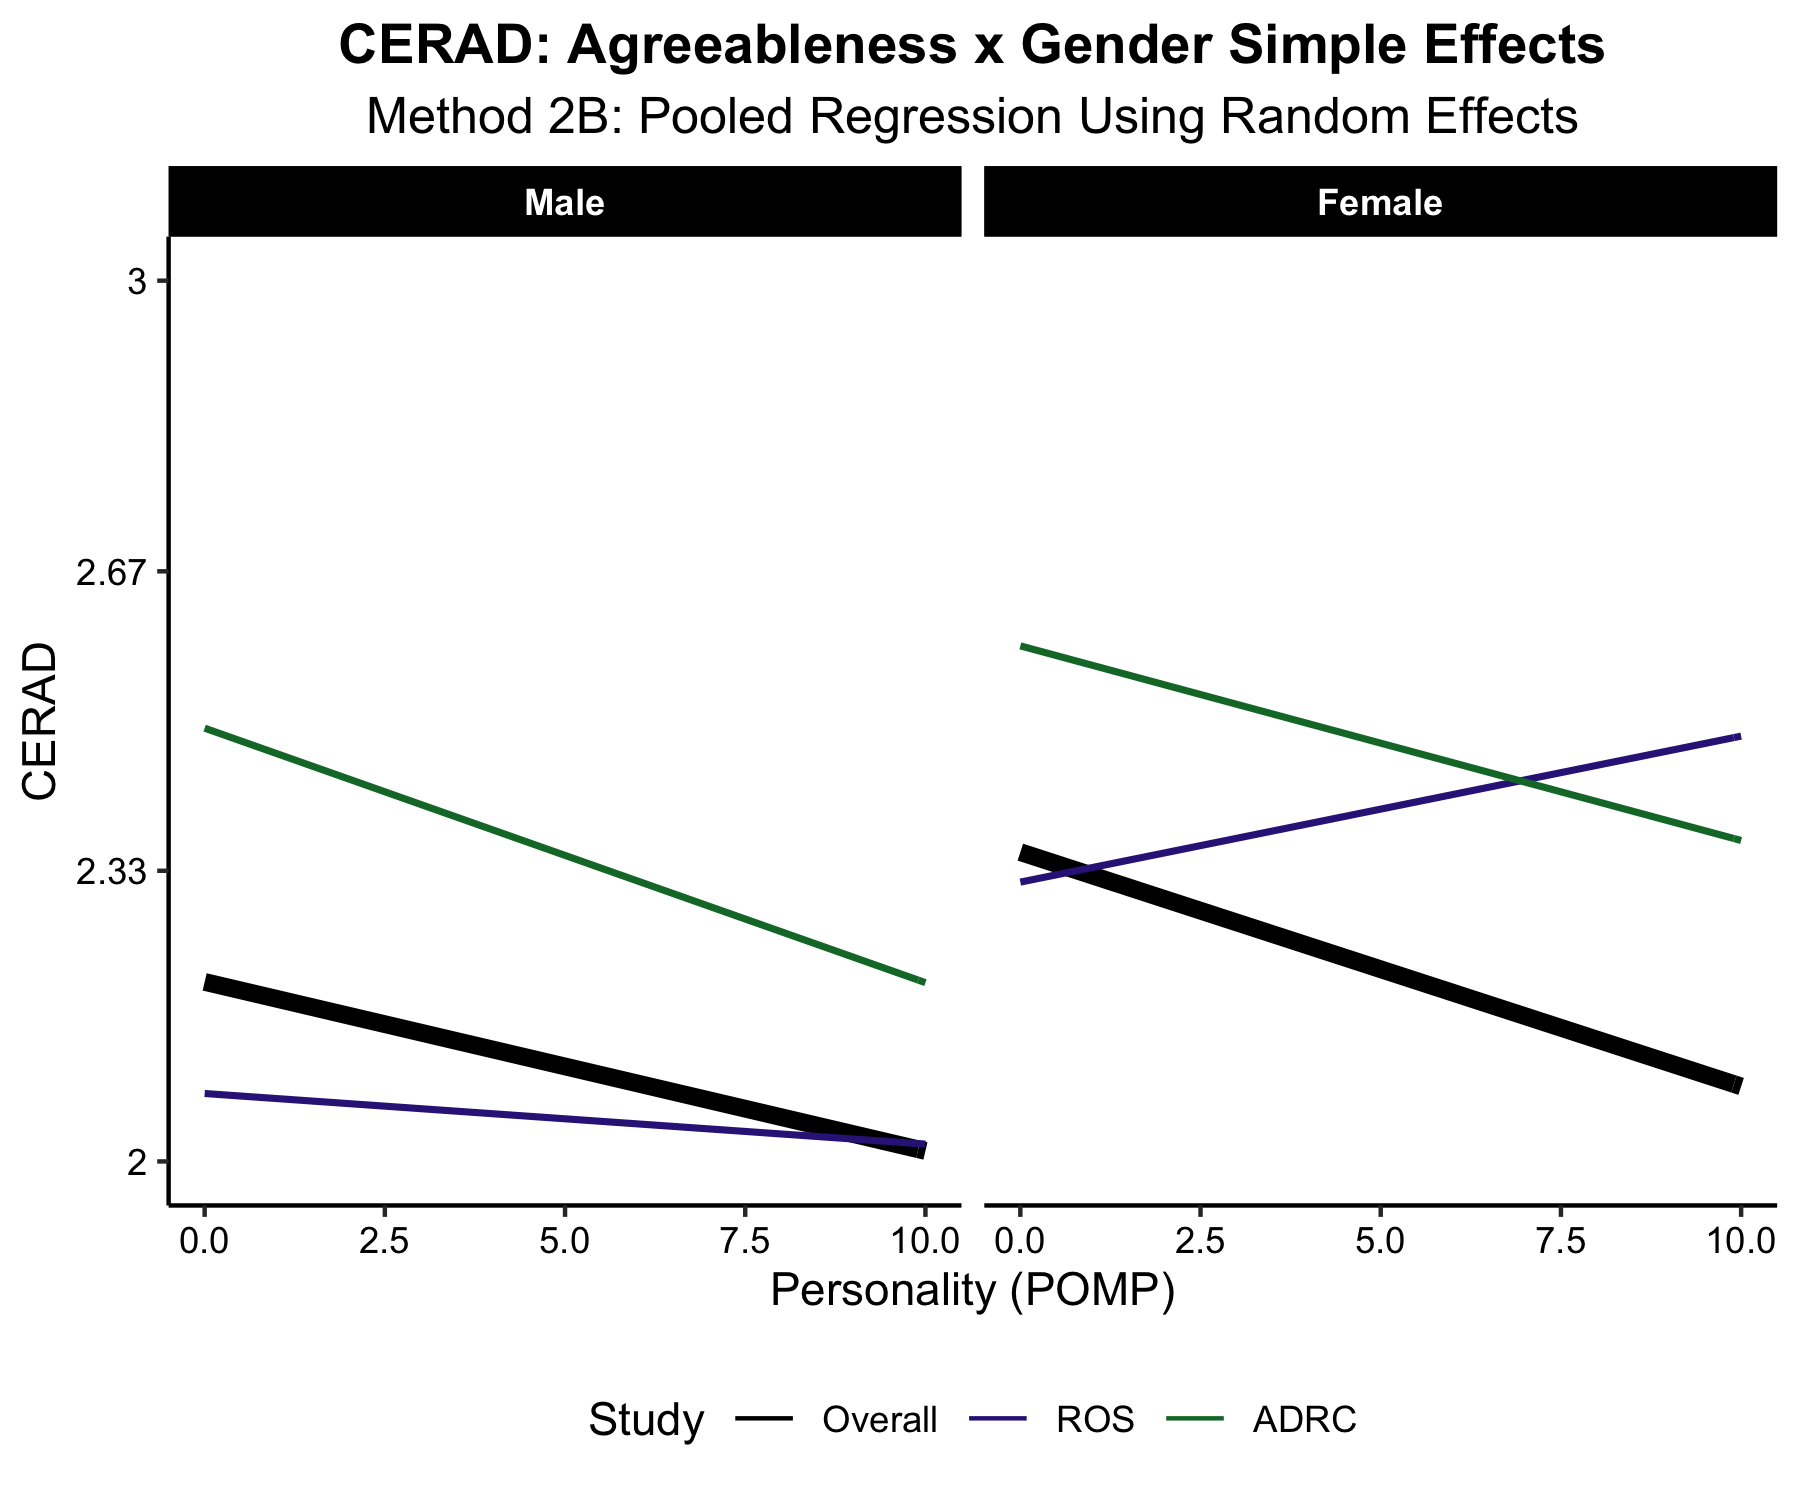 CERAD: Agreeableness x Gender Simple Effects
Method 2B: Pooled Regression Using Random Effects
Male
Female
3
2.67
2.33
2
CERAD
0.0 2.5 5.0 7.5 10.0
0.0 2.5 5.0 7.5 10.0
Personality (POMP)
Study Overall ROS ADRC